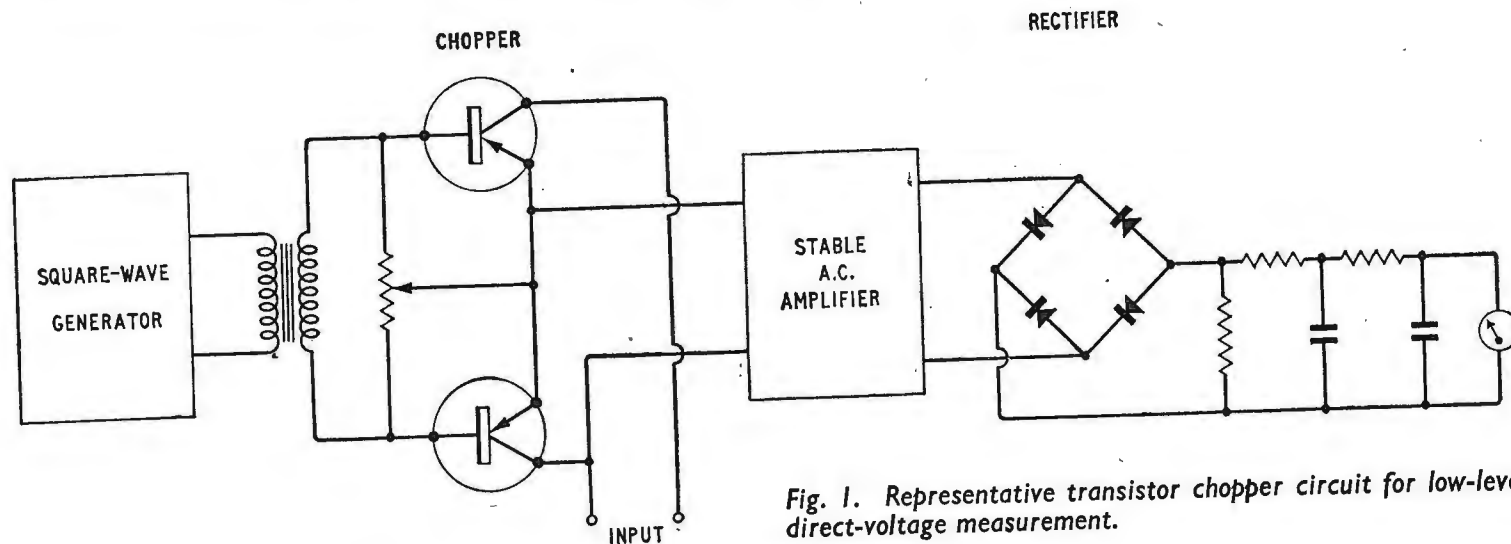 RECTIFIER
CHOPPER
SQUARE-WAVE
GENERATOR
STABLE
A.C.
AMPLIFIER
INPUT
Fig. 1. Representative transistor chopper circuit for low-leve
direct-voltage measurement.